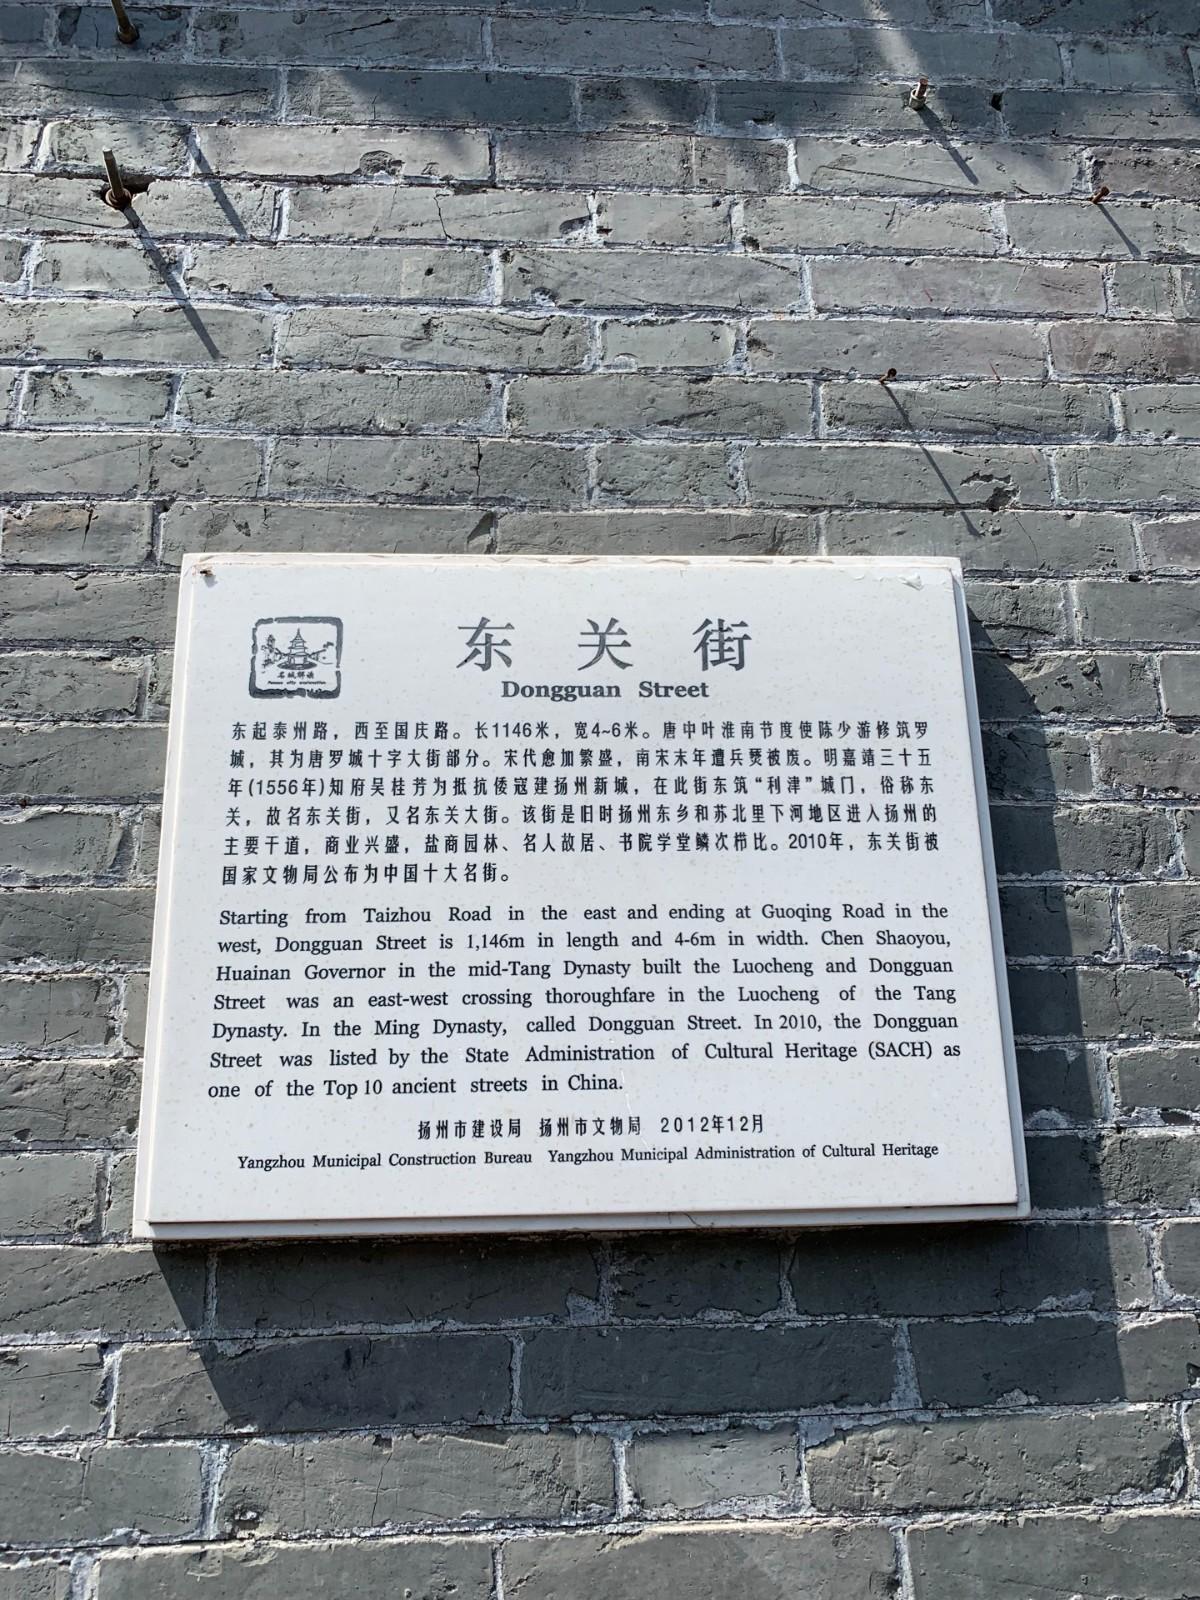 东关街
Dongguan Street
名城解读
Famous city explanation
东起泰州路，西至国庆路。长1146米，宽4~6米。唐中叶淮南节度使陈少游修筑罗
城，其为唐罗城十字大街部分。宋代愈加繁盛，南宋末年遭兵燹被废。明嘉靖三十五
年(1556年)知府吴桂芳为抵抗倭寇建扬州新城，在此街东筑“利津”城门，俗称东
关，故名东关街，又名东关大街。该街是旧时扬州东乡和苏北里下河地区进入扬州的
主要干道，商业兴盛，盐商园林、名人故居、书院学堂鳞次栉比。2010年，东关街被
国家文物局公布为中国十大名街。
Starting from Taizhou Road in the east and ending at Guoqing Road in the
west, Dongguan Street is 1,146m in length and 4-6m in width. Chen Shaoyou,
Huainan Governor in the mid-Tang Dynasty built the Luocheng and Dongguan
Street was an east-west crossing thoroughfare in the Luocheng of the Tang
Dynasty. In the Ming Dynasty, called Dongguan Street. In 2010, the Dongguan
Street was listed by the State Administration of Cultural Heritage (SACH) as
one of the Top 10 ancient streets in China.
扬州市建设局 扬州市文物局 2012年12月
Yangzhou Municipal Construction Bureau Yangzhou Municipal Administration of Cultural Heritage